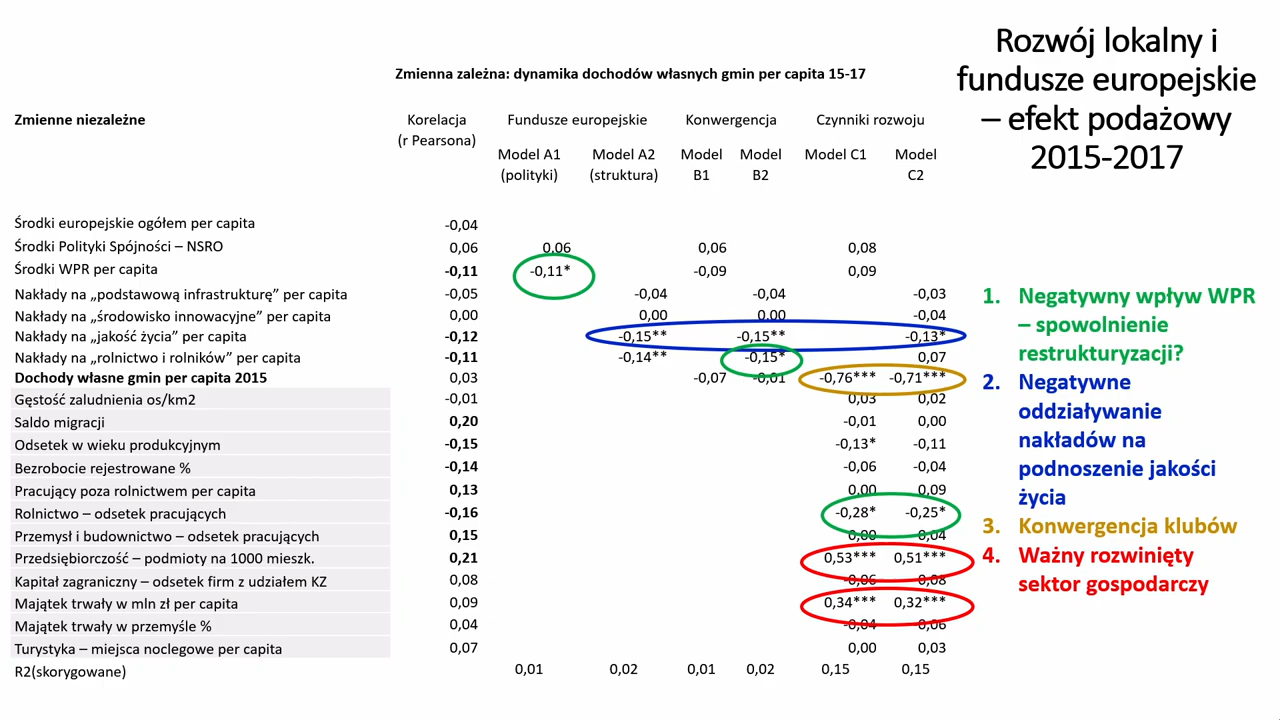 Rozwój lokalny i
fundusze europejskie
– efekt podażowy
2015-2017
Zmienna zależna: dynamika dochodów własnych gmin per capita 15-17
Zmienne niezależne Korelacja Fundusze europejskie Konwergencja Czynniki rozwoju
(r Pearsona)
Model A1 Model A2 Model Model Model C1 Model
(polityki) (struktura) B1 B2 C2
Środki europejskie ogółem per capita -0,04
Środki Polityki Spójności – NSRO 0,06 0,06 0,06 0,08
Środki WPR per capita -0,11 -0,11* -0,09 0,09
Nakłady na „podstawową infrastrukturę” per capita -0,05 -0,04 -0,04 -0,03
Nakłady na „środowisko innowacyjne” per capita 0,00 0,00 0,00 -0,04
Nakłady na „jakość życia” per capita -0,12 -0,15** -0,15** -0,13*
Nakłady na „rolnictwo i rolników” per capita -0,11 -0,14** -0,15* 0,07
Dochody własne gmin per capita 2015 0,03 -0,07 -0,01 -0,76*** -0,71***
Gęstość zaludnienia os/km2 -0,01 0,03 0,02
Saldo migracji 0,20 -0,01 0,00
Odsetek w wieku produkcyjnym -0,15 -0,13* -0,11
Bezrobocie rejestrowane % -0,14 -0,06 -0,04
Pracujący poza rolnictwem per capita 0,13 0,00 0,09
Rolnictwo – odsetek pracujących -0,16 -0,28* -0,25*
Przemysł i budownictwo – odsetek pracujących 0,15 0,00 0,04
Przedsiębiorczość – podmioty na 1000 mieszk. 0,21 0,53*** 0,51***
Kapitał zagraniczny – odsetek firm z udziałem KZ 0,08 -0,06 0,08
Majątek trwały w mln zł per capita 0,09 0,34*** 0,32***
Majątek trwały w przemyśle % 0,04 -0,04 0,06
Turystyka – miejsca noclegowe per capita 0,07 0,00 0,03
R2(skorygowane) 0,01 0,02 0,01 0,02 0,15 0,15
1. Negatywny wpływ WPR
– spowolnienie
restrukturyzacji?
2. Negatywne
oddziaływanie
nakładów na
podnoszenie jakości
życia
3. Konwergencja klubów
4. Ważny rozwinięty
sektor gospodarczy